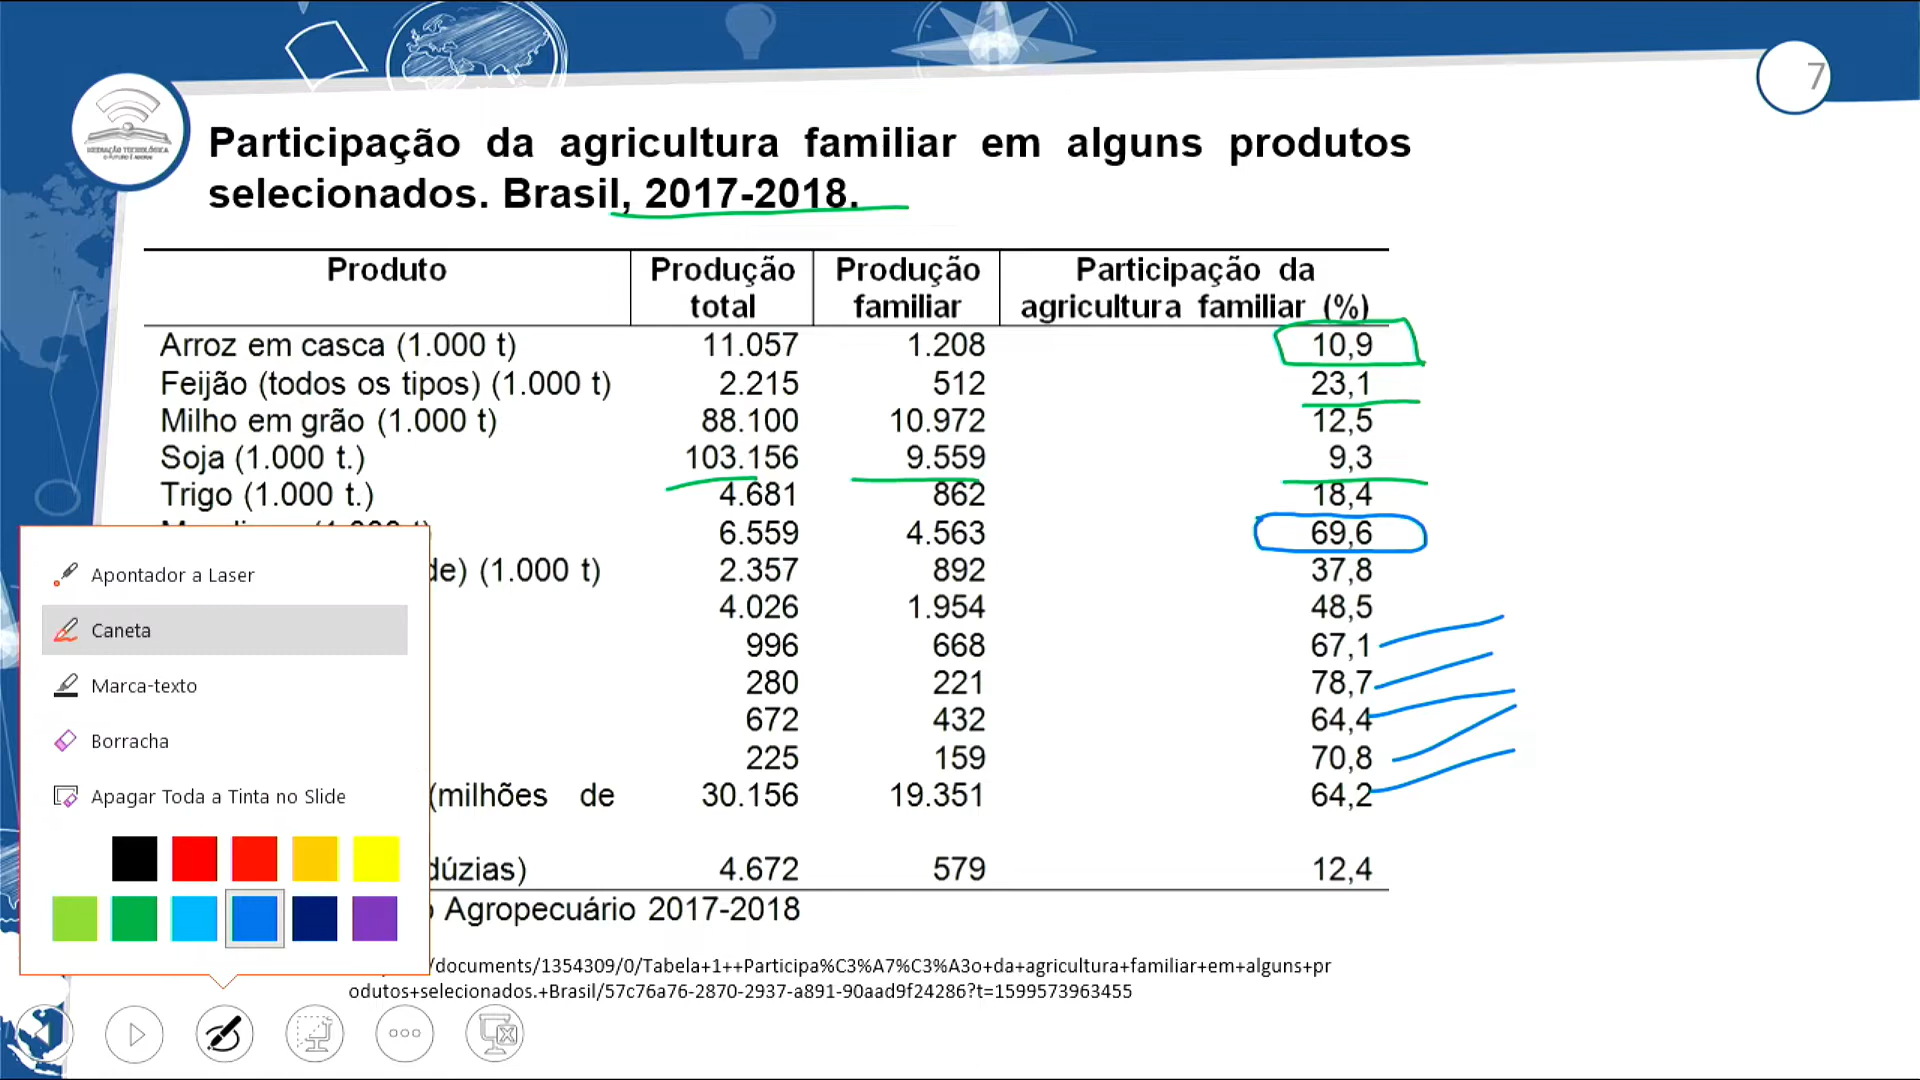 7
MEDIAÇÃO TECNOLÓGICA
O FUTURO É AGORA!
Participação da agricultura familiar em alguns produtos
selecionados. Brasil, 2017-2018.
Produto Produção total Produção familiar Participação da agricultura familiar (%)
Arroz em casca (1.000 t) 11.057 1.208 10,9
Feijão (todos os tipos) (1.000 t) 2.215 512 23,1
Milho em grão (1.000 t) 88.100 10.972 12,5
Soja (1.000 t.) 103.156 9.559 9,3
Trigo (1.000 t.) 4.681 862 18,4
6.559 4.563 69,6
de) (1.000 t) 2.357 892 37,8
4.026 1.954 48,5
996 668 67,1
280 221 78,7
672 432 64,4
225 159 70,8
(milhões de 30.156 19.351 64,2
dúzias) 4.672 579 12,4
Agropecuário 2017-2018
/documents/1354309/0/Tabela+1++Participa%C3%A7%C3%A3o+da+agricultura+familiar+em+alguns+pr
odutos+selecionados.+Brasil/57c76a76-2870-2937-a891-90aad9f24286?t=1599573963455
Apontador a Laser
Caneta
Marca-texto
Borracha
Apagar Toda a Tinta no Slide